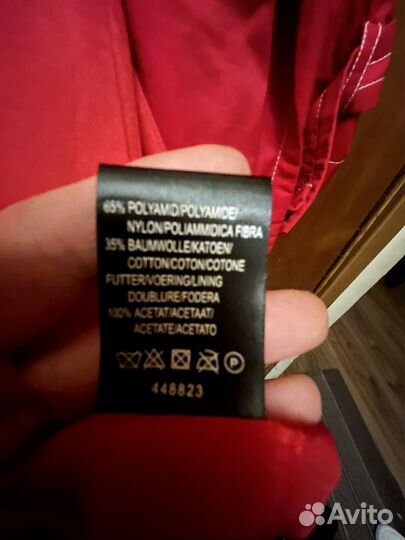 65% POLYAMID/POLYAMIDE/
NYLON/POLIAMMIDICA FIBRA
35% BAUMWOLLE/KATOEN/
COTTON/COTON/COTONE
FUTTER/VOERING/LINING
DOUBLURE/FODERA
100% ACETAT/ACETAAT/
ACETATE/ACETATO
P
448823
Avito